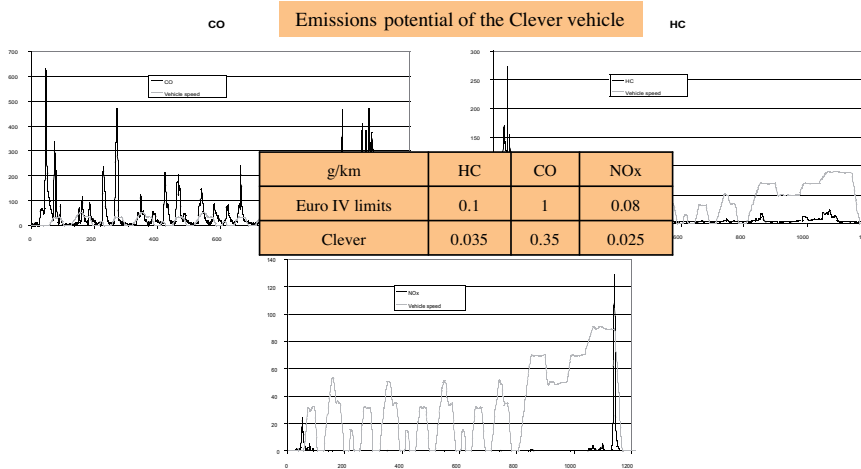 Emissions potential of the Clever vehicle
CO
HC
700
600
500
400
300
200
100
0
0
200
400
600
CO
Vehicle speed
300
250
200
150
HC
Vehicle speed
600
800
1000
g/km HC CO NOx
Euro IV limits 0.1 1 0.08
Clever 0.035 0.35 0.025
140
120
100
80
60
40
20
0
NOx
Vehicle speed
0
200
400
600
800
1000
1200